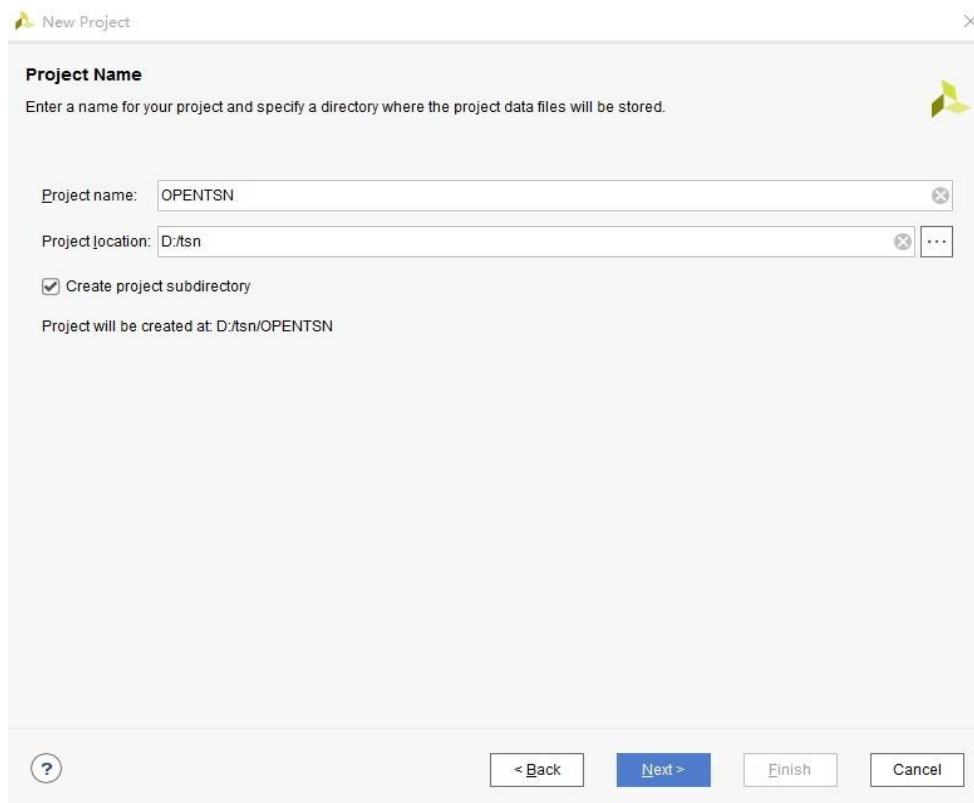 New Project
Project Name
Enter a name for your project and specify a directory where the project data files will be stored.
Project name: OPENTSN
Project location: D:/tsn ...
Create project subdirectory
Project will be created at: D:/tsn/OPENTSN
? < Back Next > Finish Cancel